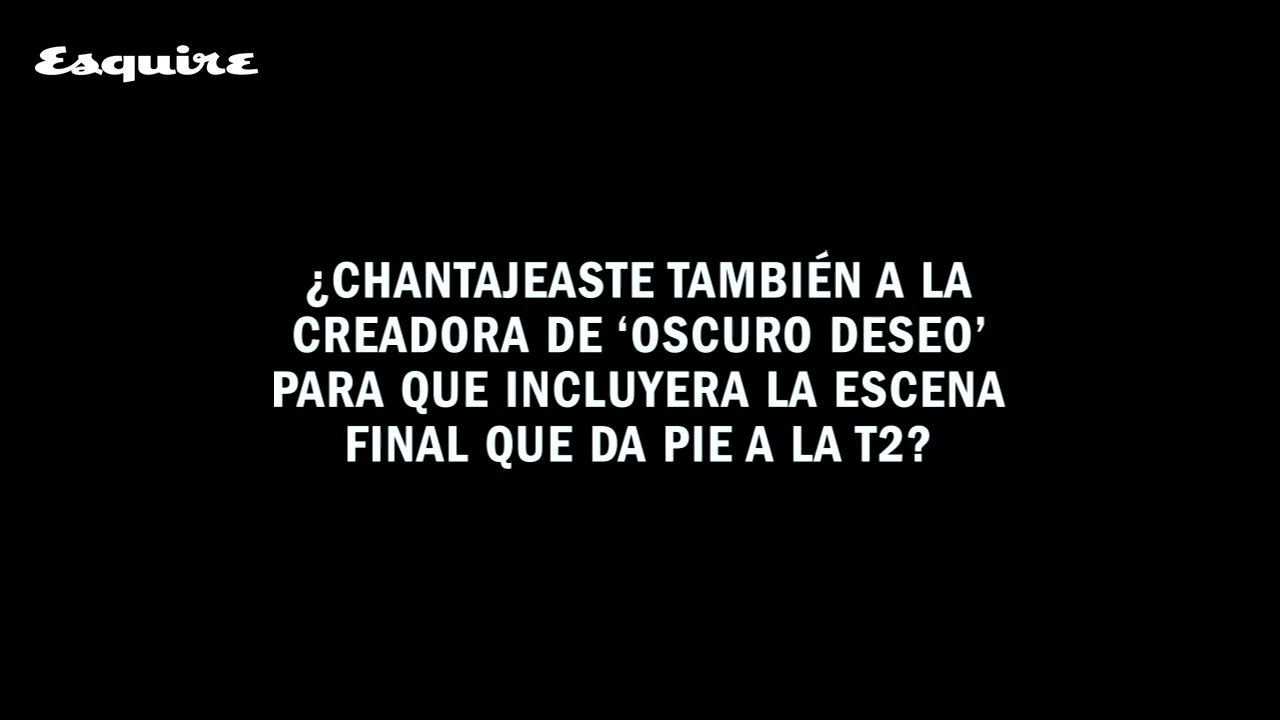 Esquire
¿CHANTAJEASTE TAMBIÉN A LA
CREADORA DE ‘OSCURO DESEO’
PARA QUE INCLUYERA LA ESCENA
FINAL QUE DA PIE A LA T2?